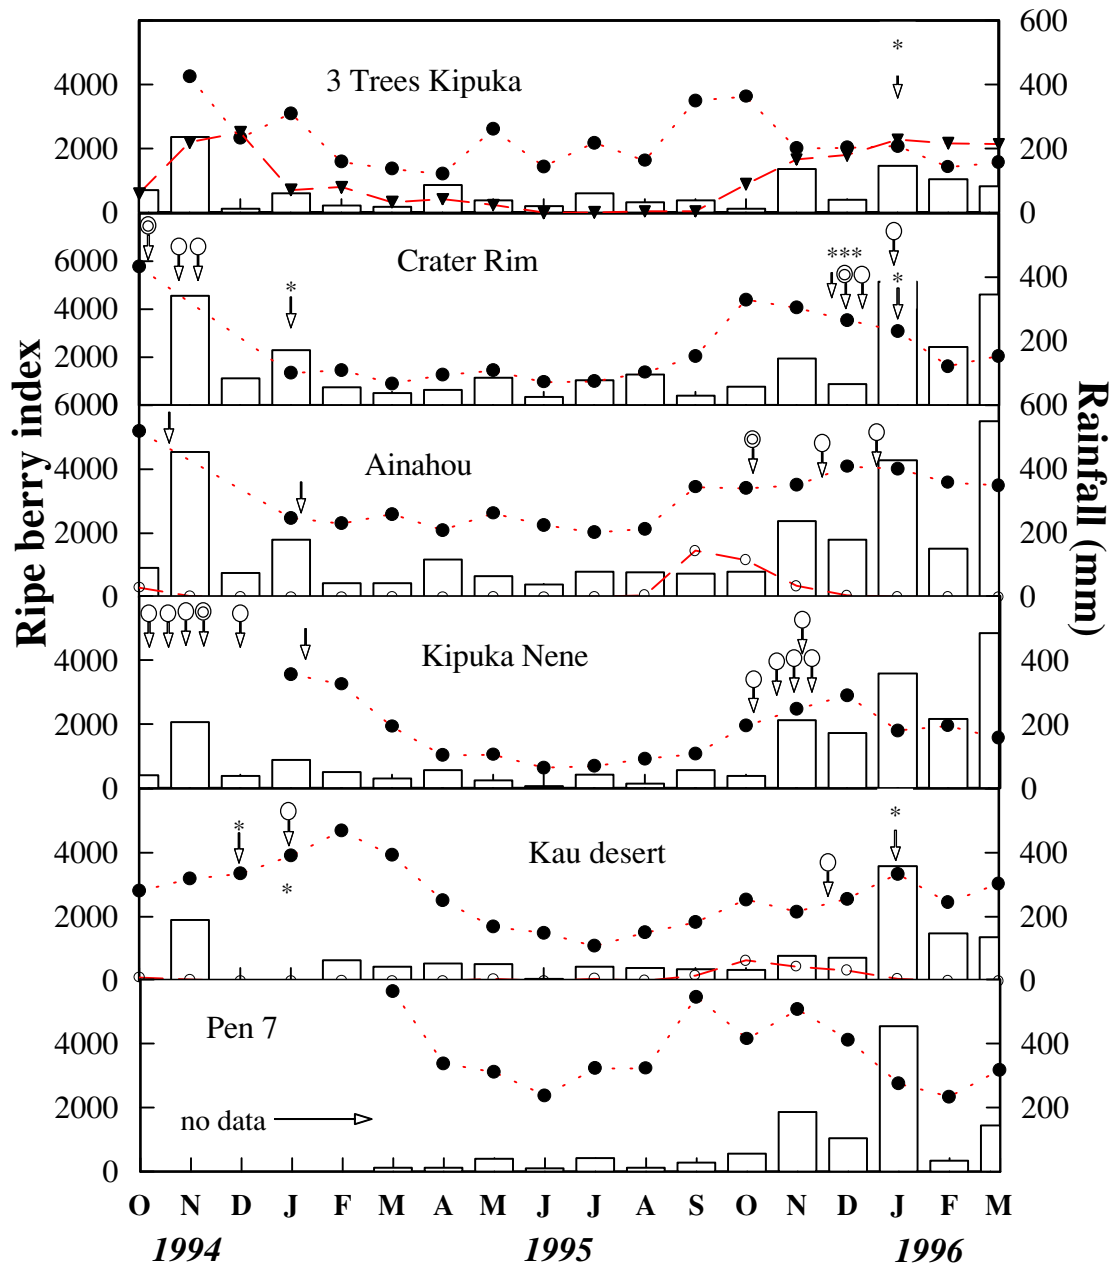 600
*
4000 3 Trees Kipuka 400
2000 200
0 0
6000 Crater Rim *** 400
* *
4000
2000 200
6000 600
Ainahou
4000 400
2000 200
0 0
Kipuka Nene
4000 400
2000 200
0 0
* *
4000 Kau desert 400
*
2000 200
0 0
Pen 7
4000 400
2000 no data 200
0
O N D J F M A M J J A S O N D J F M
1994 1995 1996
Ripe berry index
Rainfall (mm)